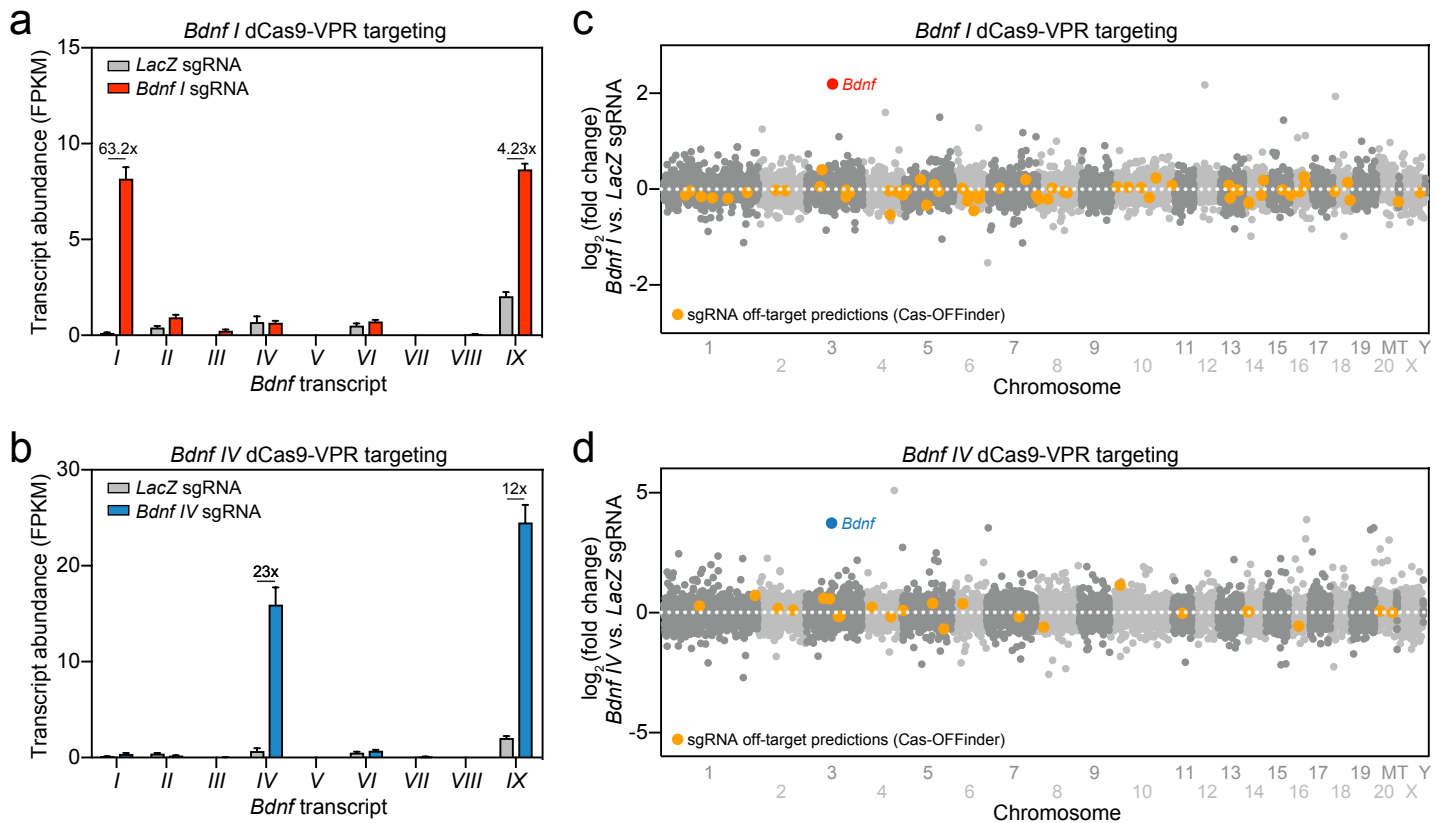 a
Bdnf I dCas9-VPR targeting
Transcript abundance (FPKM)
15
10
5
0
LacZ sgRNA
Bdnf I sgRNA
63.2x
4.23x
I II III IV V VI VII VIII IX
Bdnf transcript
c
Bdnf I dCas9-VPR targeting
log2 (fold change)
Bdnf I vs. LacZ sgRNA
2
0
-2
Bdnf
sgRNA off-target predictions (Cas-OFFinder)
1 3 5 7 9 11 13 15 17 19 MT Y
2 4 6 8 10 12 14 16 18 20 X
Chromosome
b
Bdnf IV dCas9-VPR targeting
Transcript abundance (FPKM)
30
20
10
0
LacZ sgRNA
Bdnf IV sgRNA
23x
12x
I II III IV V VI VII VIII IX
Bdnf transcript
d
Bdnf IV dCas9-VPR targeting
log2 (fold change)
Bdnf IV vs. LacZ sgRNA
5
0
-5
Bdnf
sgRNA off-target predictions (Cas-OFFinder)
1 3 5 7 9 11 13 15 17 19 MT Y
2 4 6 8 10 12 14 16 18 20 X
Chromosome